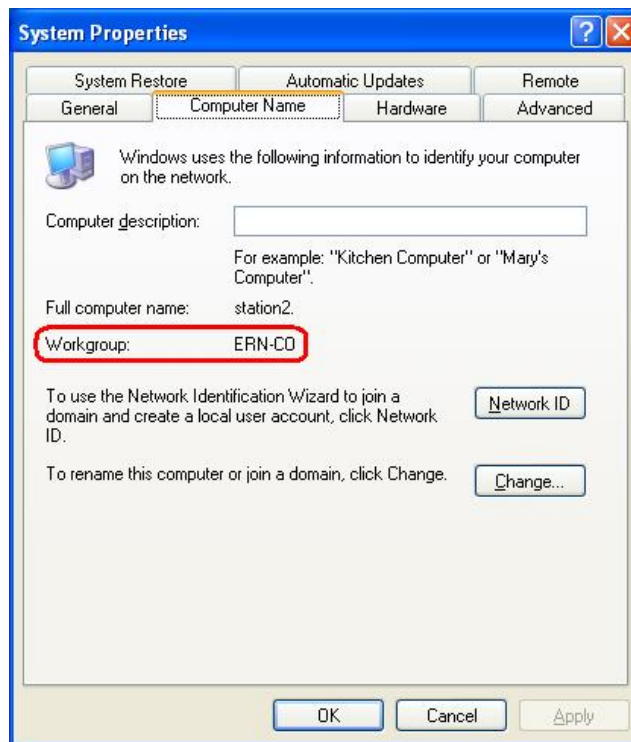 System Properties
System Restore Automatic Updates Remote
General Computer Name Hardware Advanced
Windows uses the following information to identify your computer
on the network.
Computer description:
For example: "Kitchen Computer" or "Mary's
Computer".
Full computer name: station2.
Workgroup: ERN-CO
To use the Network Identification Wizard to join a
domain and create a local user account, click Network
ID.
Network ID
To rename this computer or join a domain, click Change.
Change...
OK Cancel Apply